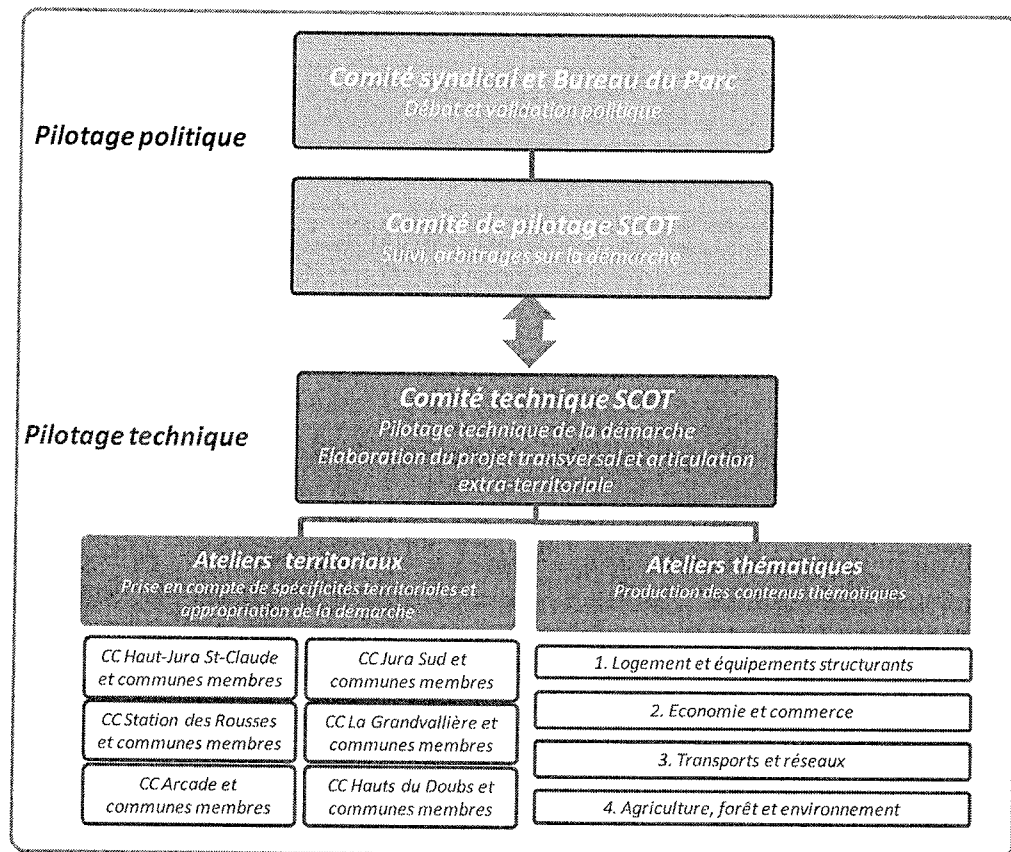 Comité syndical et Bureau du Parc
Débat et validation politique
Pilotage politique
Comité de pilotage SCOT
Suivi, arbitrages sur la démarche
Comité technique SCOT
Pilotage technique de la démarche
Elaboration du projet transversal et articulation
extra-territoriale
Pilotage technique
Ateliers territoriaux
Prise en compte de spécificités territoriales et
appropriation de la démarche
CC Haut-Jura St-Claude
et communes membres
CC Jura Sud et
communes membres
CC Station des Rousses
et communes membres
CC La Grandvallière et
communes membres
CC Arcade et
communes membres
CC Hauts du Doubs et
communes membres
Ateliers thématiques
Production des contenus thématiques
1. Logement et équipements structurants
2. Economie et commerce
3. Transports et réseaux
4. Agriculture, forêt et environnement